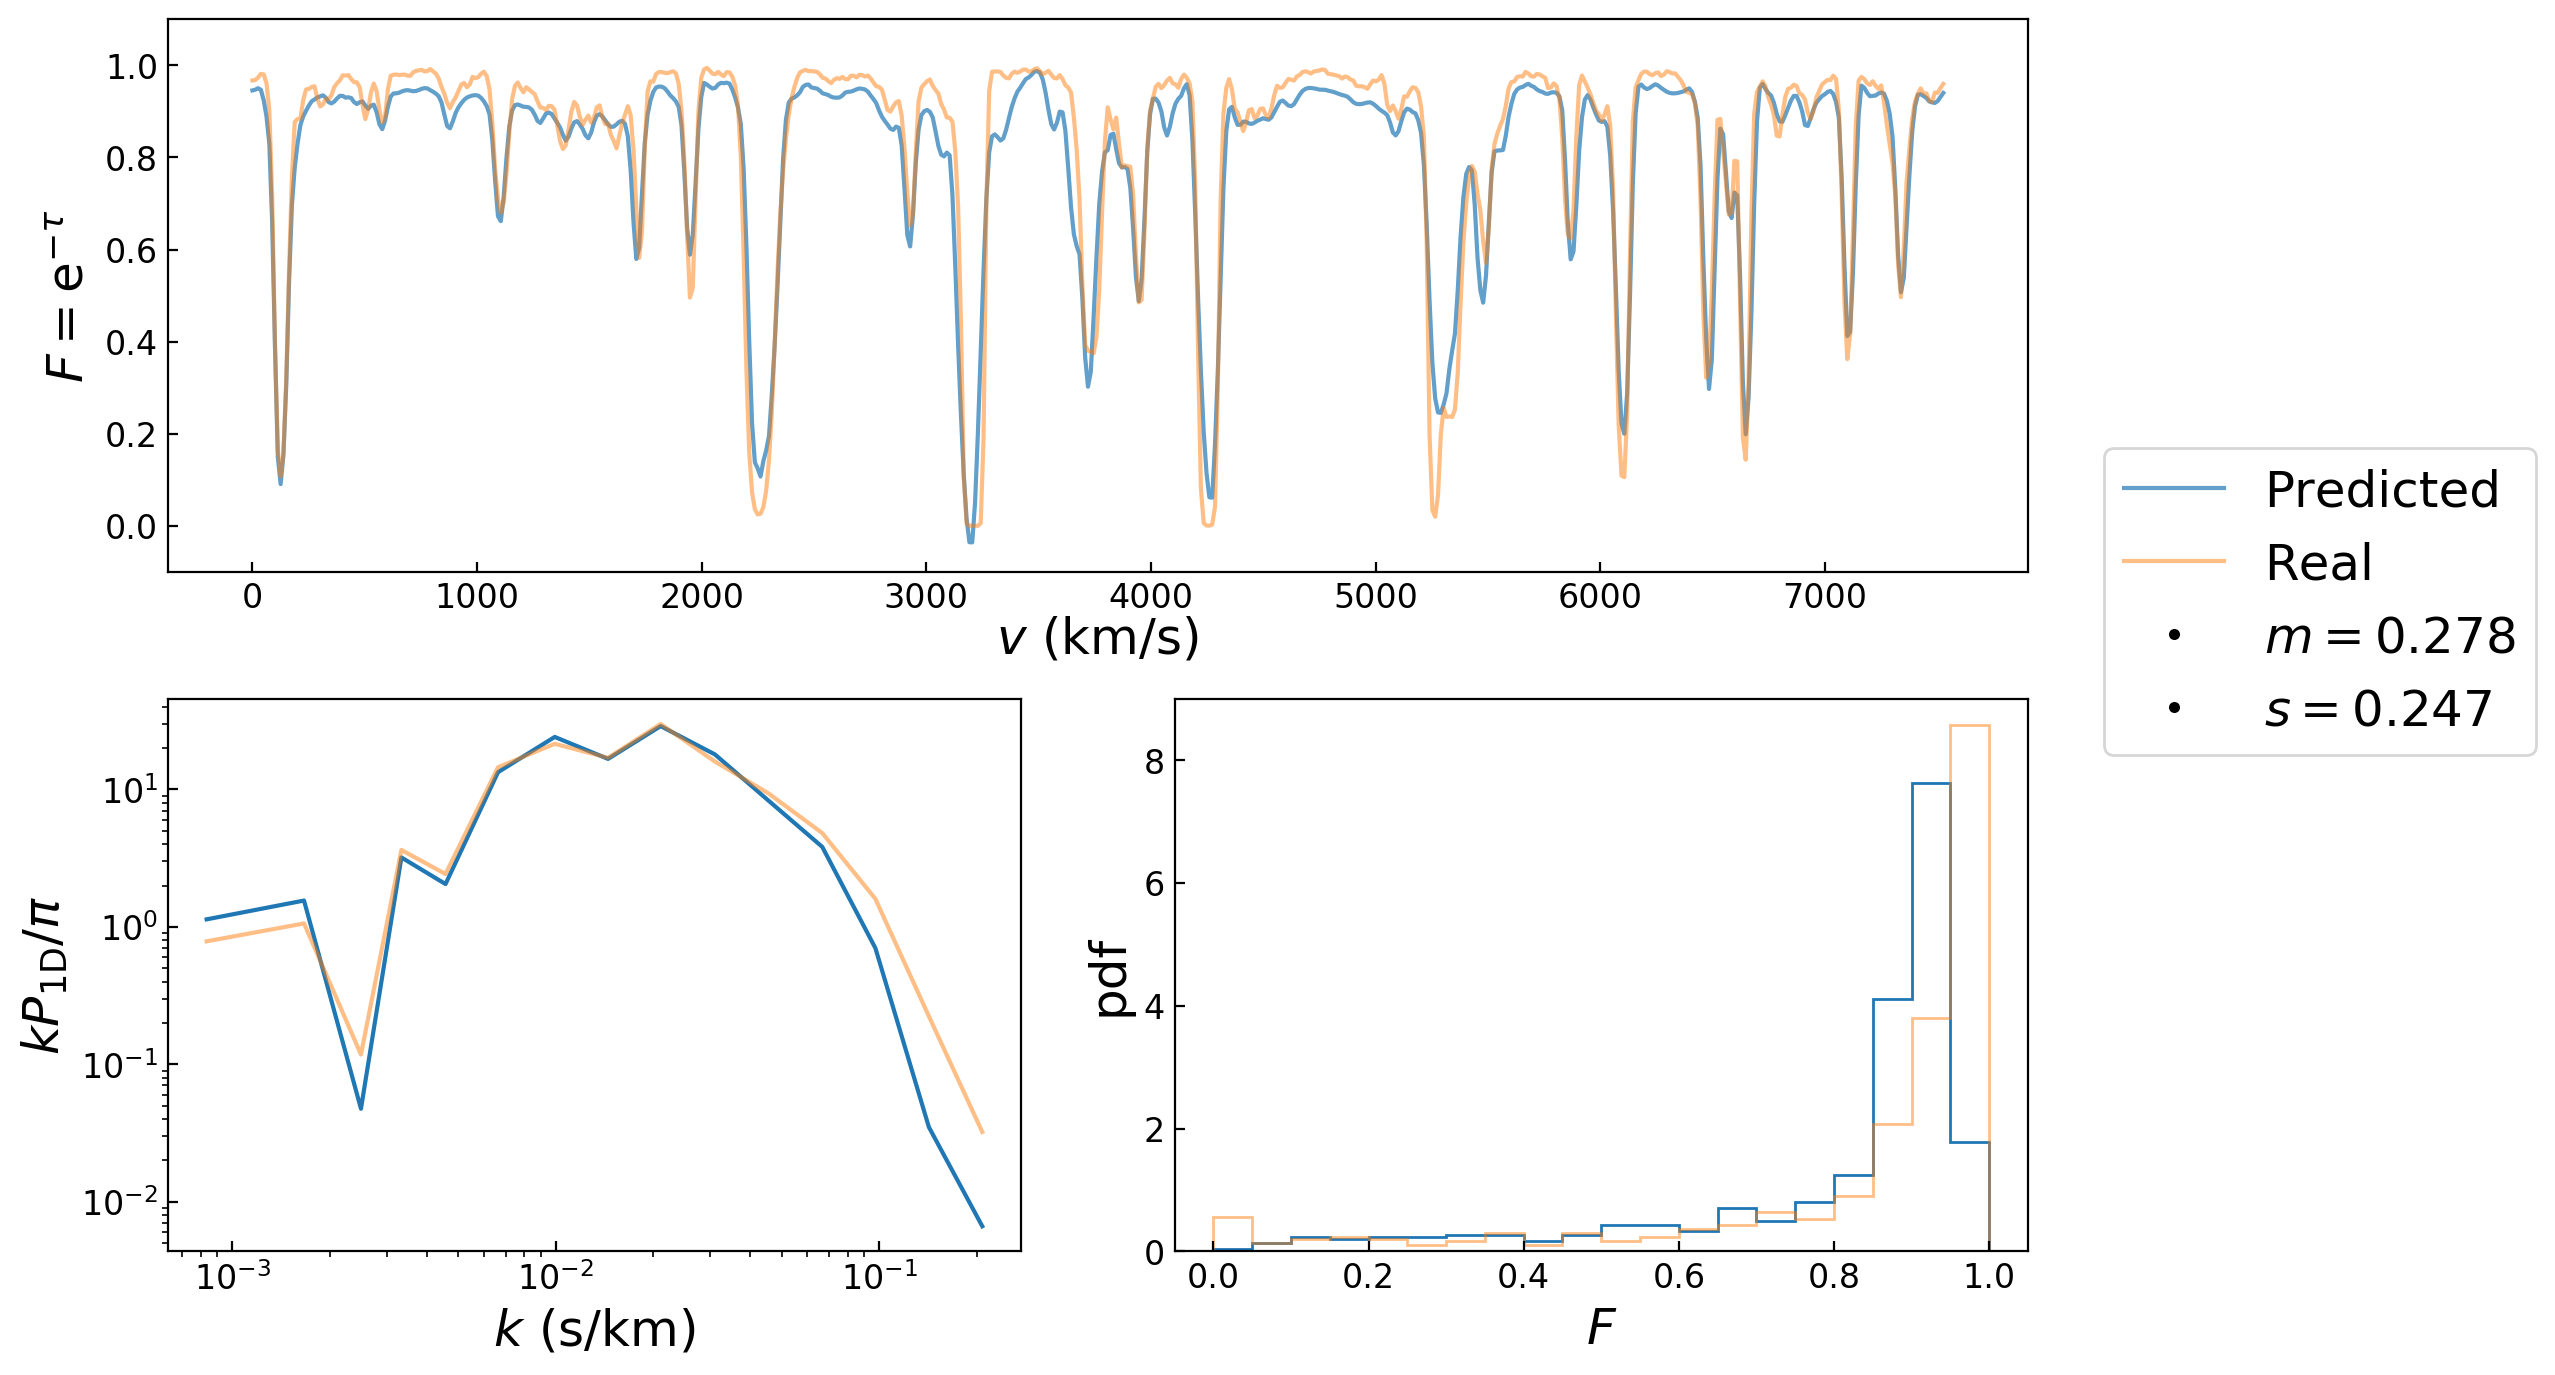 F = e^{−τ}
1.0
0.8
0.6
0.4
0.2
0.0
0 1000 2000 3000 4000 5000 6000 7000
v (km/s)
Predicted
Real
m = 0.278
s = 0.247
kP_{1D}/π
10^1
10^0
10^{−1}
10^{−2}
10^{−3} 10^{−2} 10^{−1}
k (s/km)
pdf
8
6
4
2
0
0.0 0.2 0.4 0.6 0.8 1.0
F